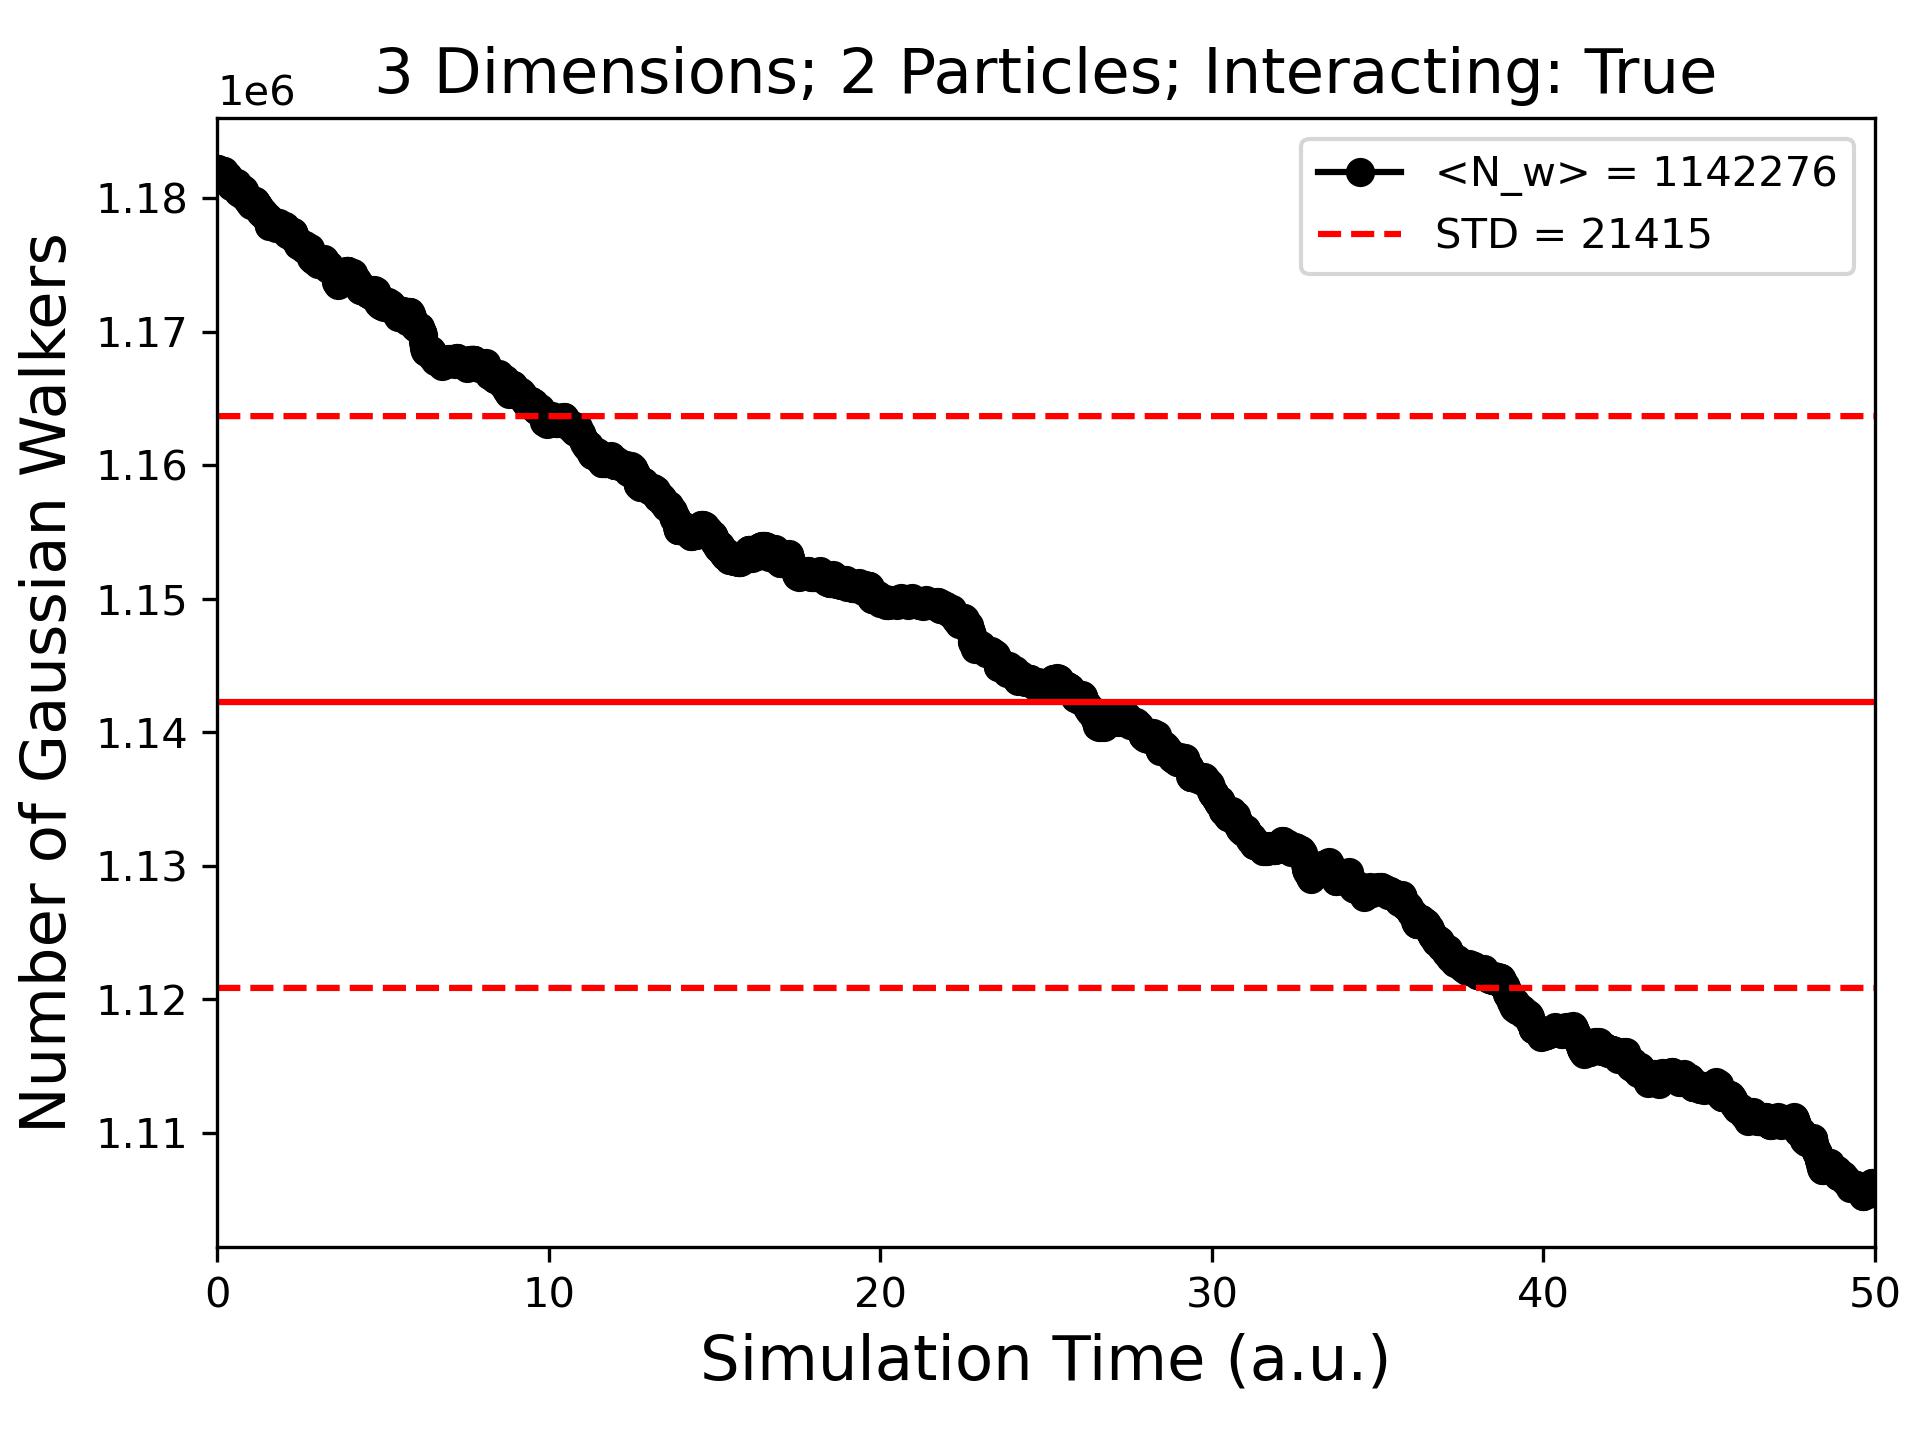 3 Dimensions; 2 Particles; Interacting: True
1e6
<N_w> = 1142276
STD = 21415
Number of Gaussian Walkers
1.18
1.17
1.16
1.15
1.14
1.13
1.12
1.11
0 10 20 30 40 50
Simulation Time (a.u.)